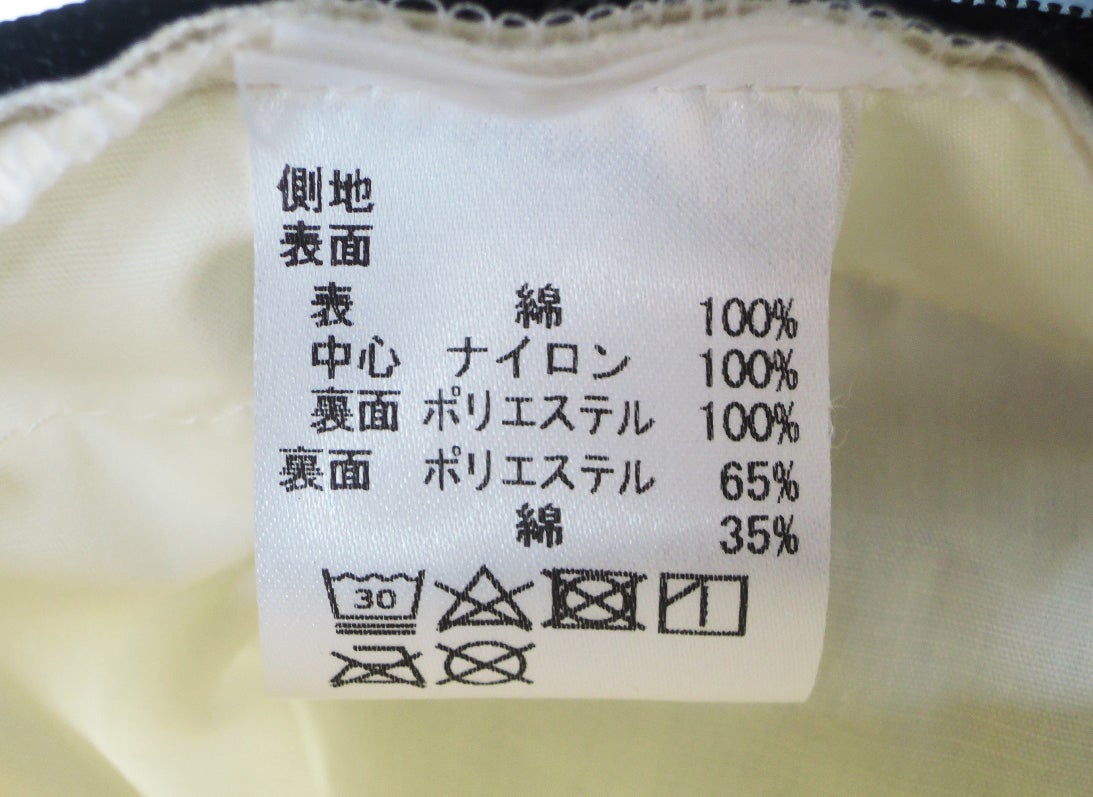 側地
表面
表 綿 100%
中心 ナイロン 100%
裏面 ポリエステル 100%
裏面 ポリエステル 65%
綿 35%
30